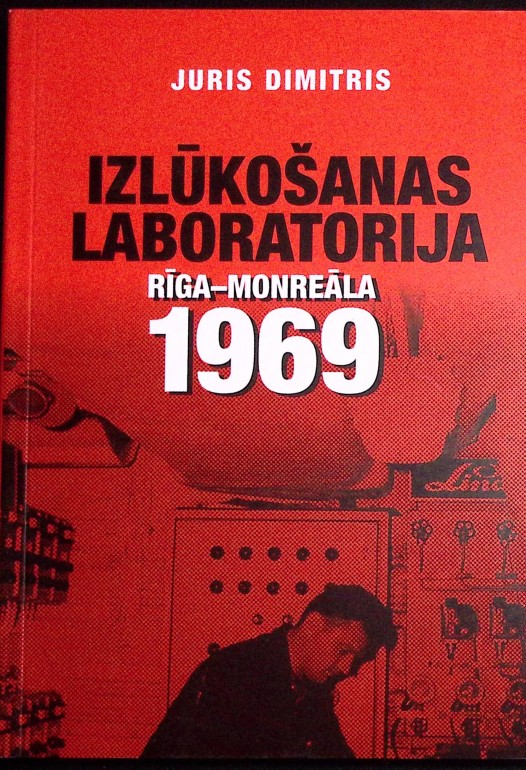 JURIS DIMITRIS
IZLŪKOŠANAS
LABORATORIJA
RĪGA–MONREĀLA
1969